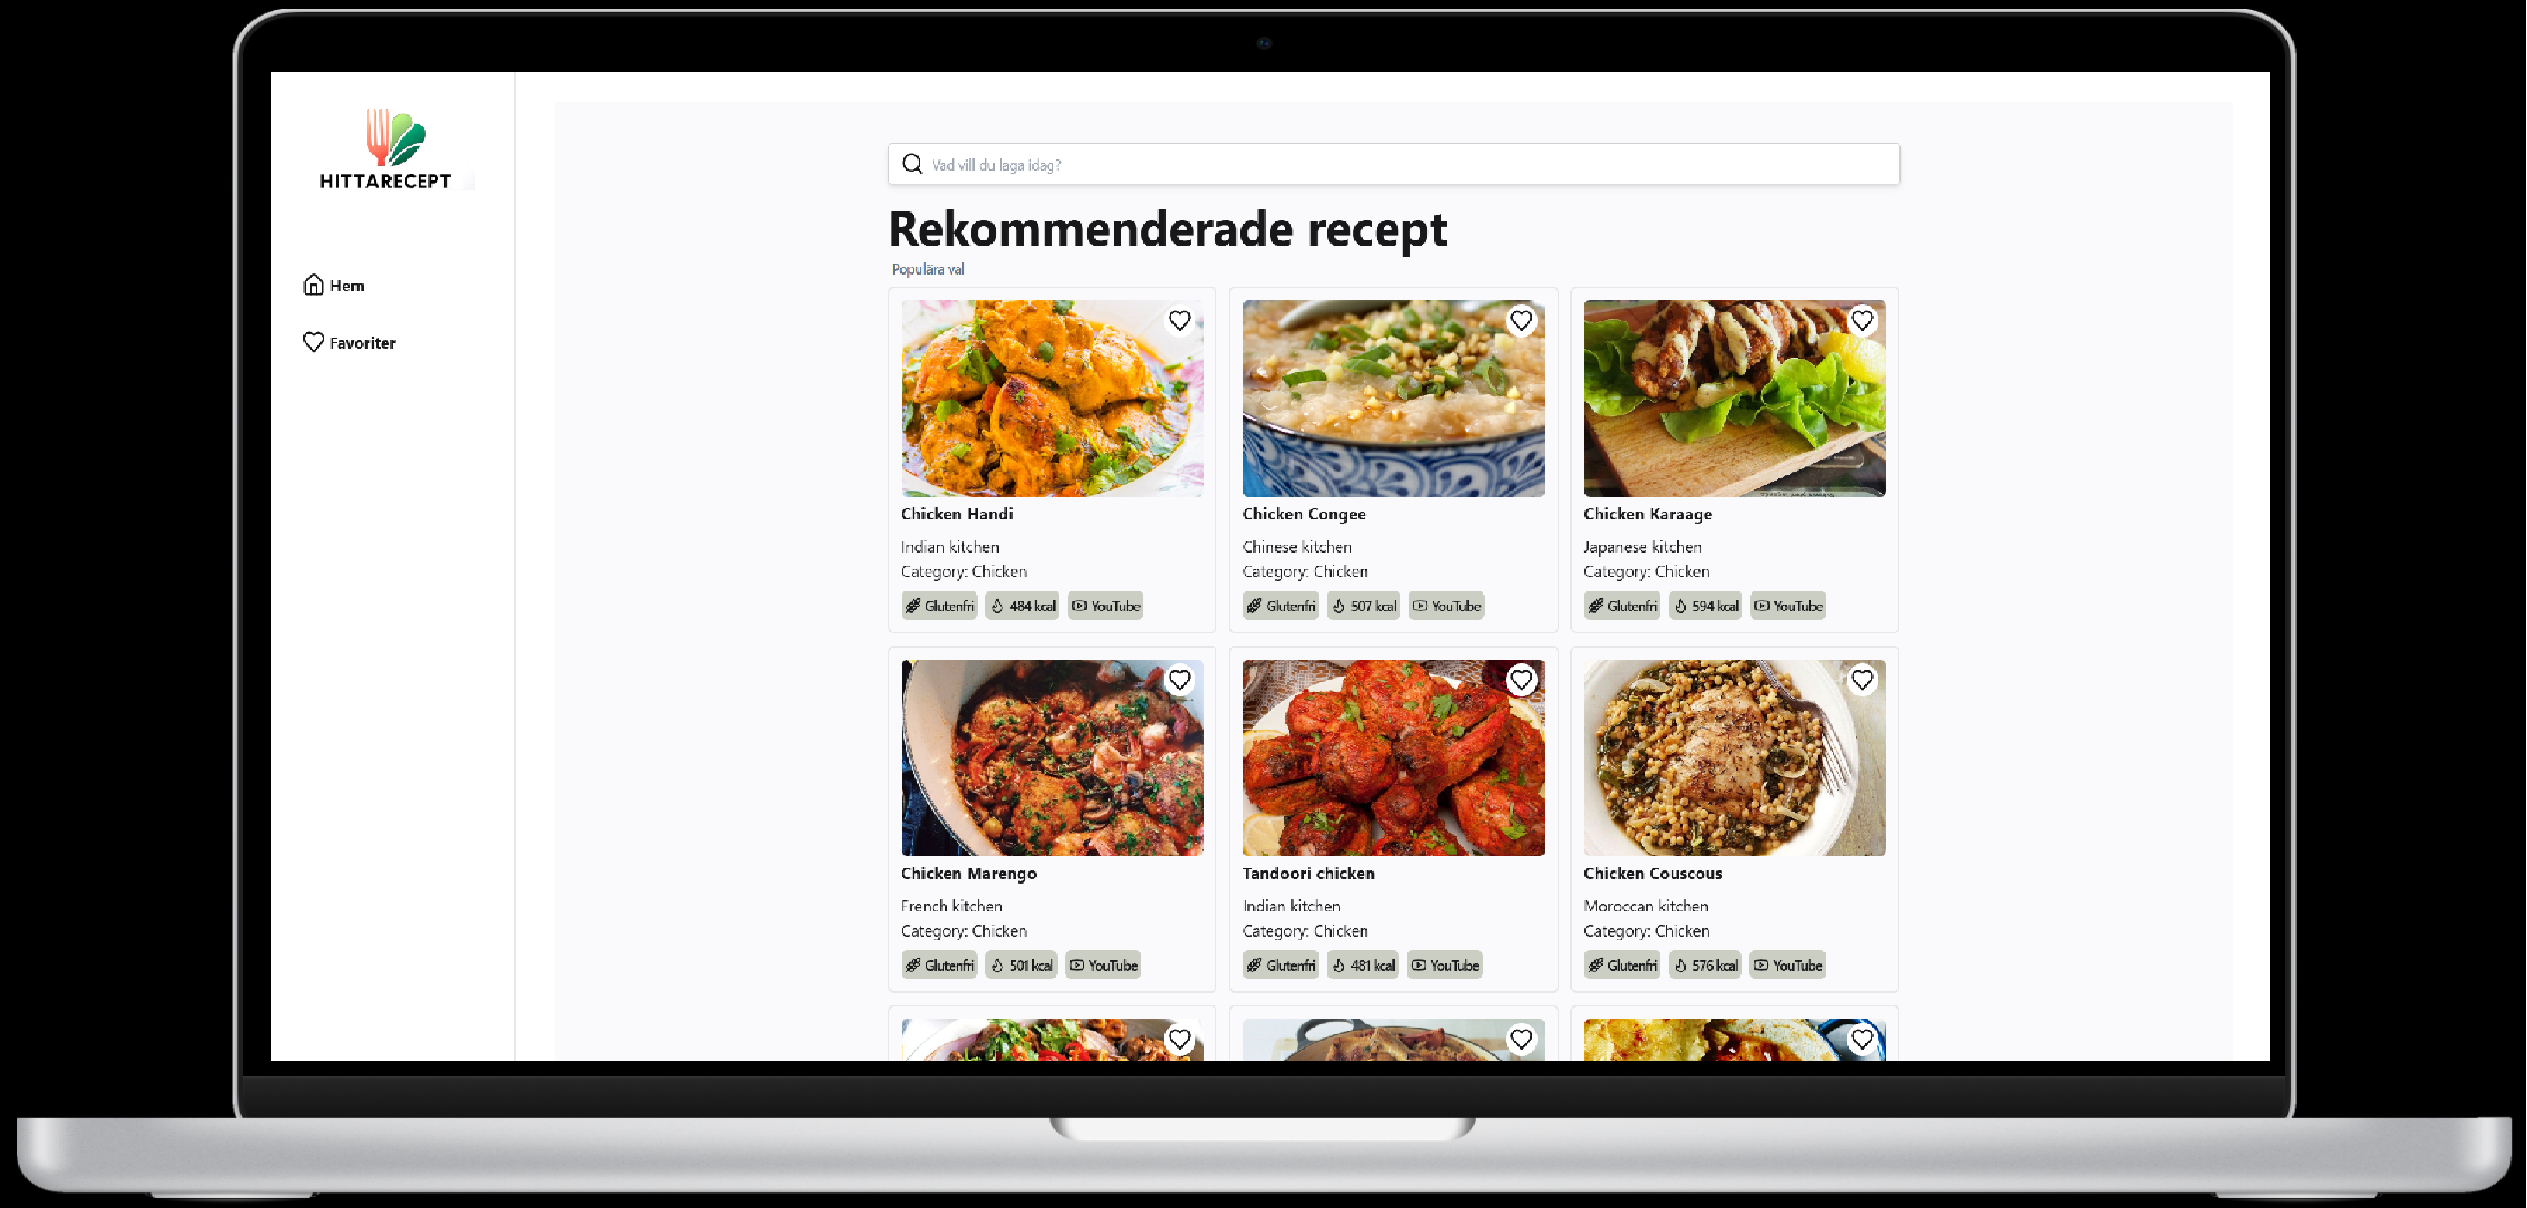 HITTARECEPT
Hem
Favoriter
Vad vill du laga idag?
Rekommenderade recept
Populära val
Chicken Handi
Indian kitchen
Category: Chicken
Glutenfri 484 kcal YouTube
Chicken Congee
Chinese kitchen
Category: Chicken
Glutenfri 507 kcal YouTube
Chicken Karaage
Japanese kitchen
Category: Chicken
Glutenfri 594 kcal YouTube
Chicken Marengo
French kitchen
Category: Chicken
Glutenfri 501 kcal YouTube
Tandoori chicken
Indian kitchen
Category: Chicken
Glutenfri 481 kcal YouTube
Chicken Couscous
Moroccan kitchen
Category: Chicken
Glutenfri 576 kcal YouTube